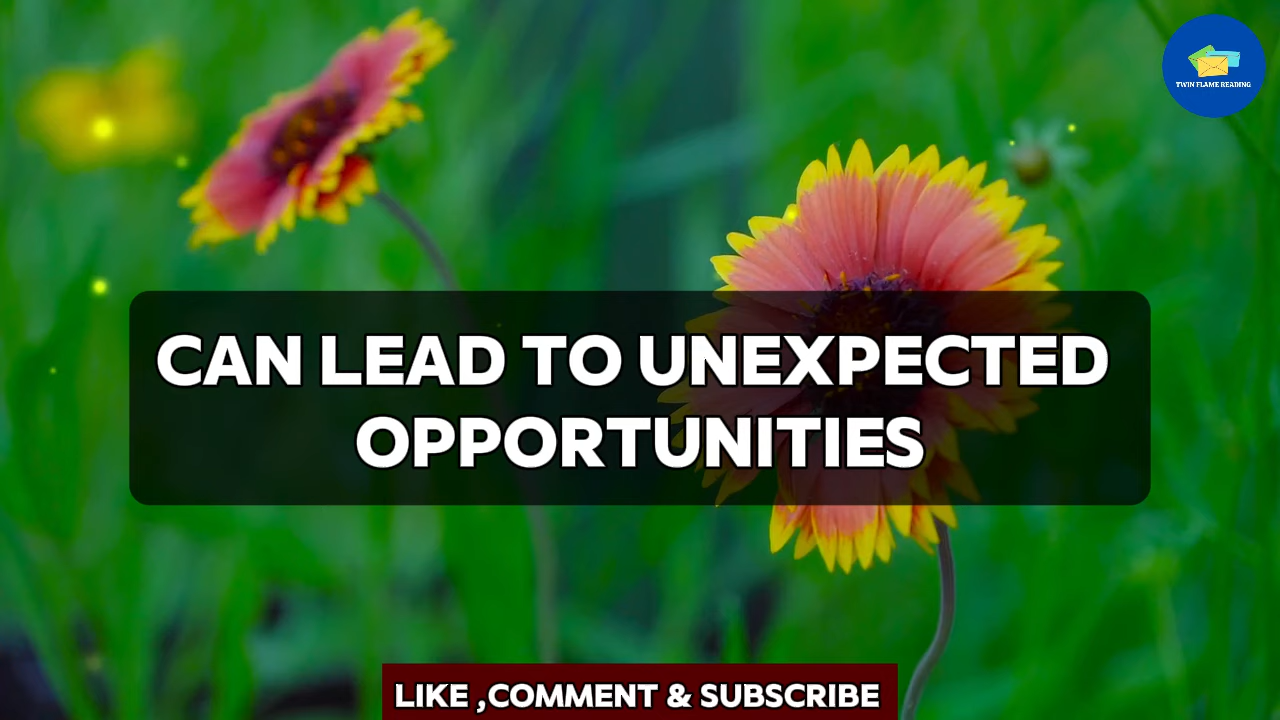 TWIN FLAME READING
CAN LEAD TO UNEXPECTED
OPPORTUNITIES
LIKE ,COMMENT & SUBSCRIBE